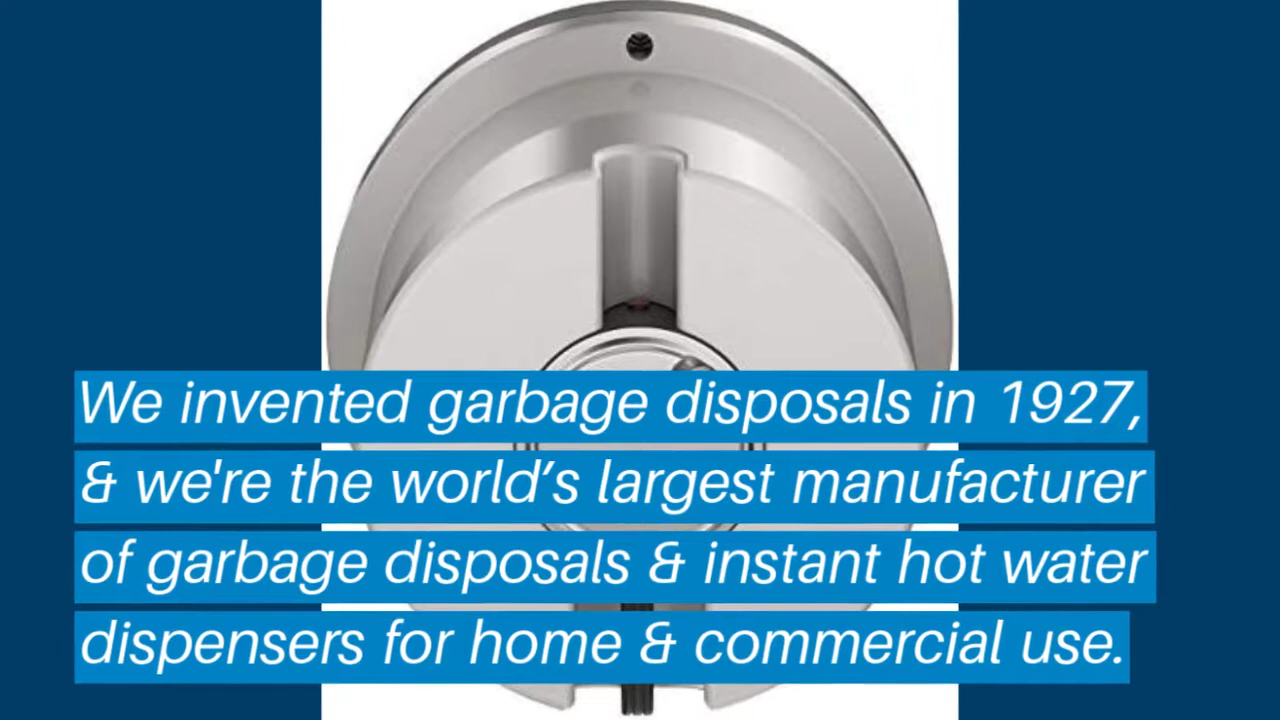 We invented garbage disposals in 1927,
& we're the world’s largest manufacturer
of garbage disposals & instant hot water
dispensers for home & commercial use.